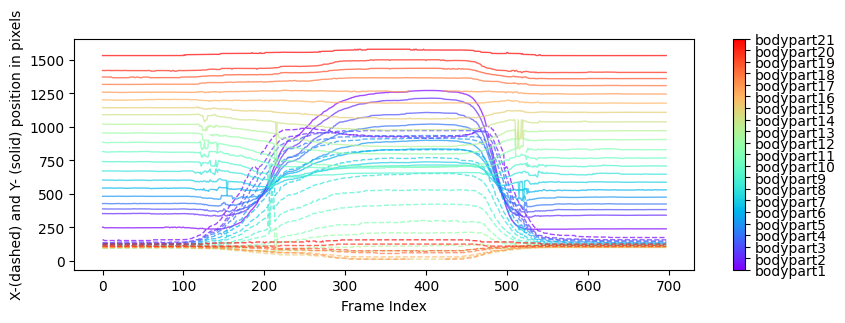 X-(dashed) and Y- (solid) position in pixels
1500
1250
1000
750
500
250
0
0
100
200
300
400
500
600
700
Frame Index
bodypart21
bodypart20
bodypart19
bodypart18
bodypart17
bodypart16
bodypart15
bodypart14
bodypart13
bodypart12
bodypart11
bodypart10
bodypart9
bodypart8
bodypart7
bodypart6
bodypart5
bodypart4
bodypart3
bodypart2
bodypart1